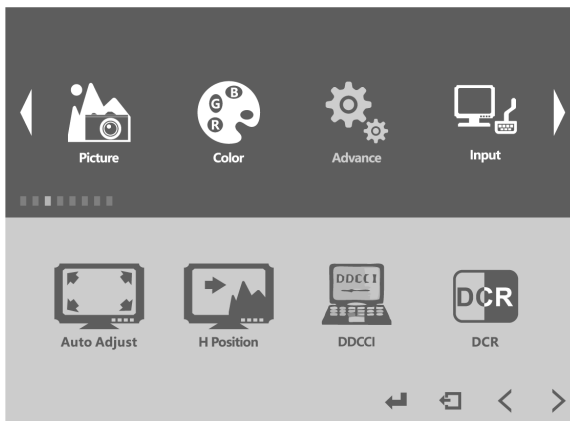 G B R
Picture
Color
Advance
Input
DDCCI
DCR
Auto Adjust
H Position
DDCCI
DCR